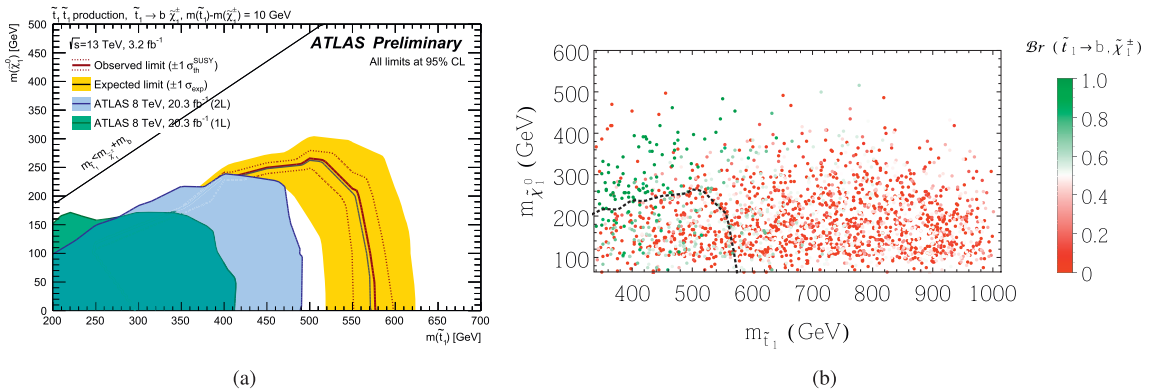 t̃₁t̃₁ production, t̃₁→ b χ̃₁±, m(t̃₁)-m(χ̃₁±) = 10 GeV
m(χ̃₁⁰) [GeV]
500
450
400
350
300
250
200
150
100
50
0
√s=13 TeV, 3.2 fb⁻¹
ATLAS Preliminary
All limits at 95% CL
Observed limit (±1 σ_th^SUSY)
Expected limit (±1 σ_exp)
ATLAS 8 TeV, 20.3 fb⁻¹ (2L)
ATLAS 8 TeV, 20.3 fb⁻¹ (1L)
m_t̃₁<m_χ̃₁±+m_b
200 250 300 350 400 450 500 550 600 650 700
m(t̃₁) [GeV]
(a)
m_χ̃₁⁰ (GeV)
600
500
400
300
200
100
400 500 600 700 800 900 1000
m_t̃₁ (GeV)
Br (t̃₁→b,χ̃₁±)
1.0
0.8
0.6
0.4
0.2
0
(b)